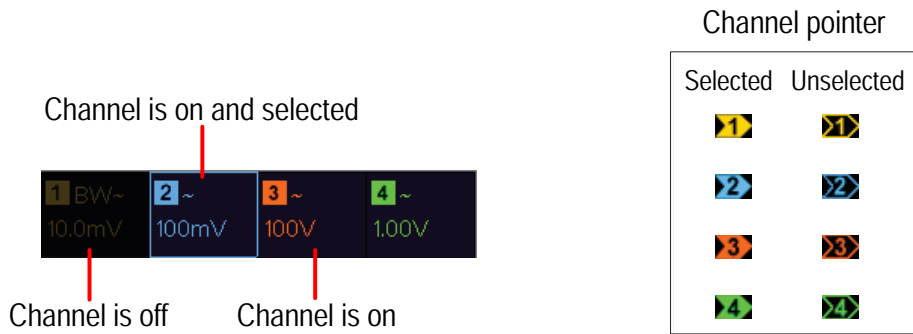 Channel pointer
Selected Unselected
1 1
2 2
3 3
4 4
Channel is on and selected
1 BW~ 2 ~ 3 ~ 4 ~
10.0mV 100mV 100V 1.00V
Channel is off Channel is on